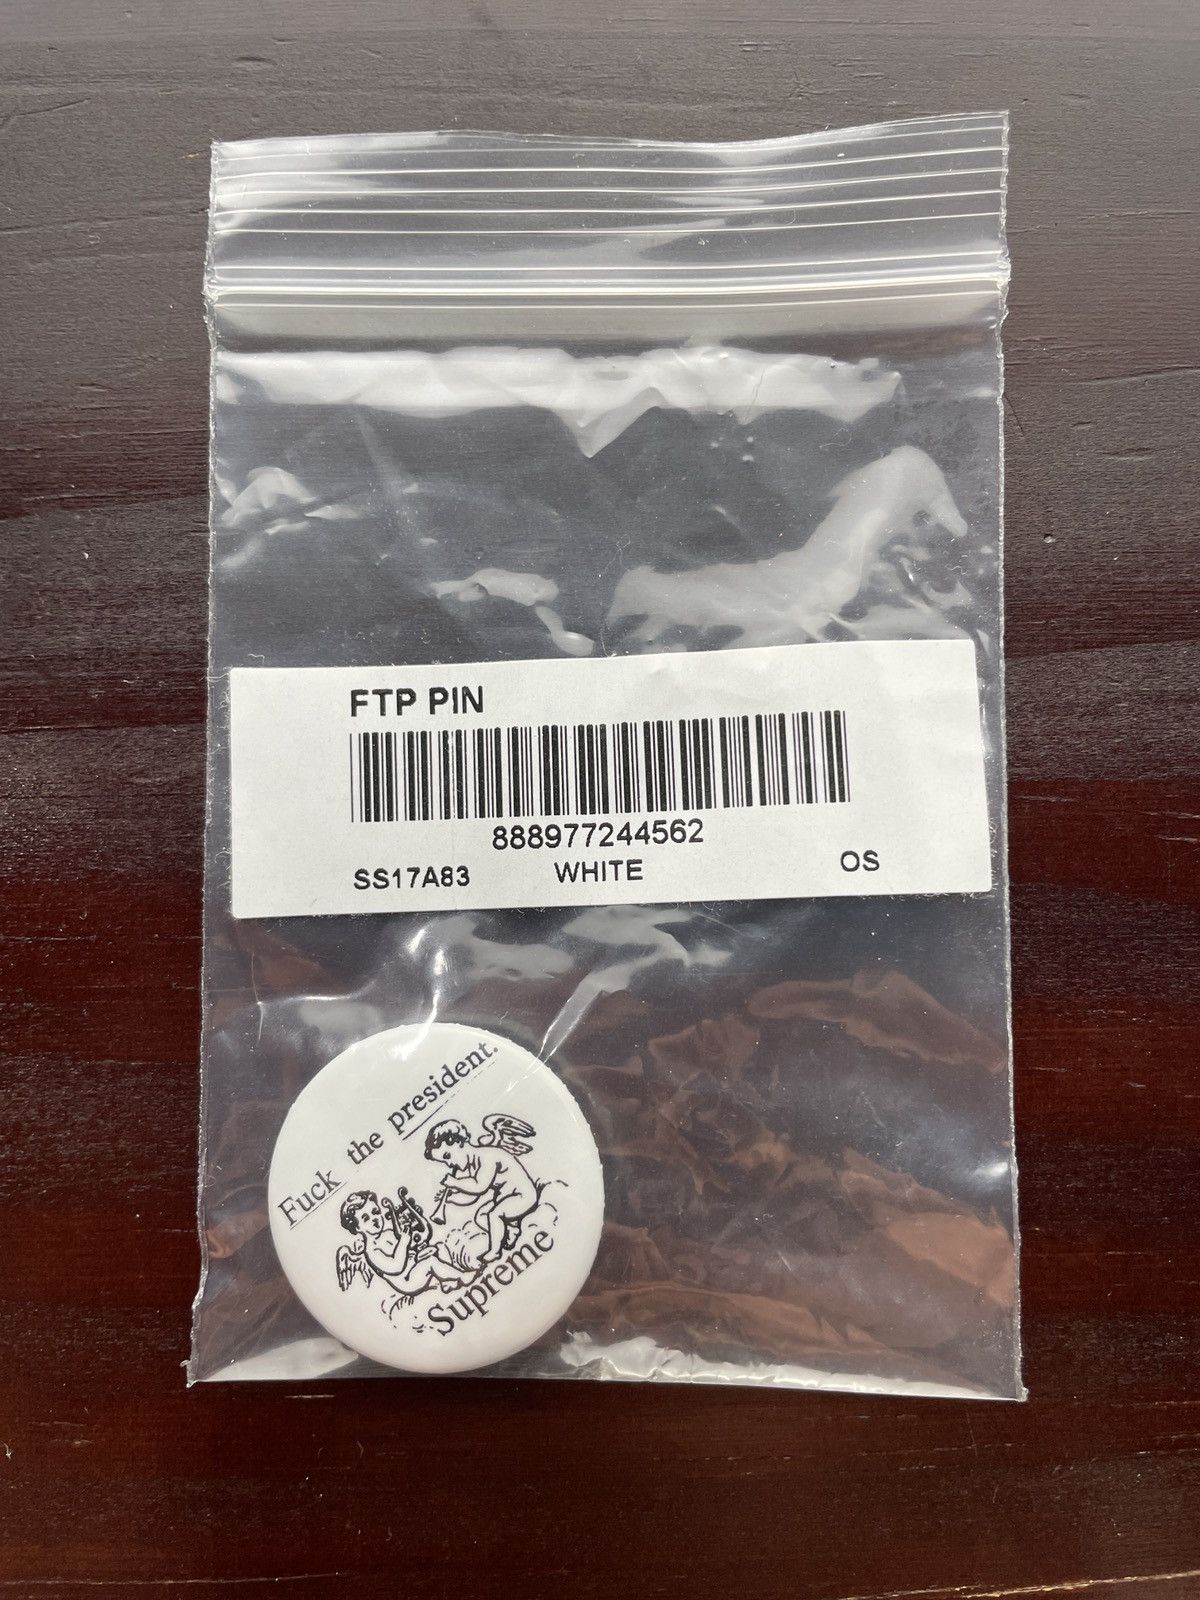 FTP PIN
888977244562
SS17A83 WHITE OS
Fuck the president.
Supreme